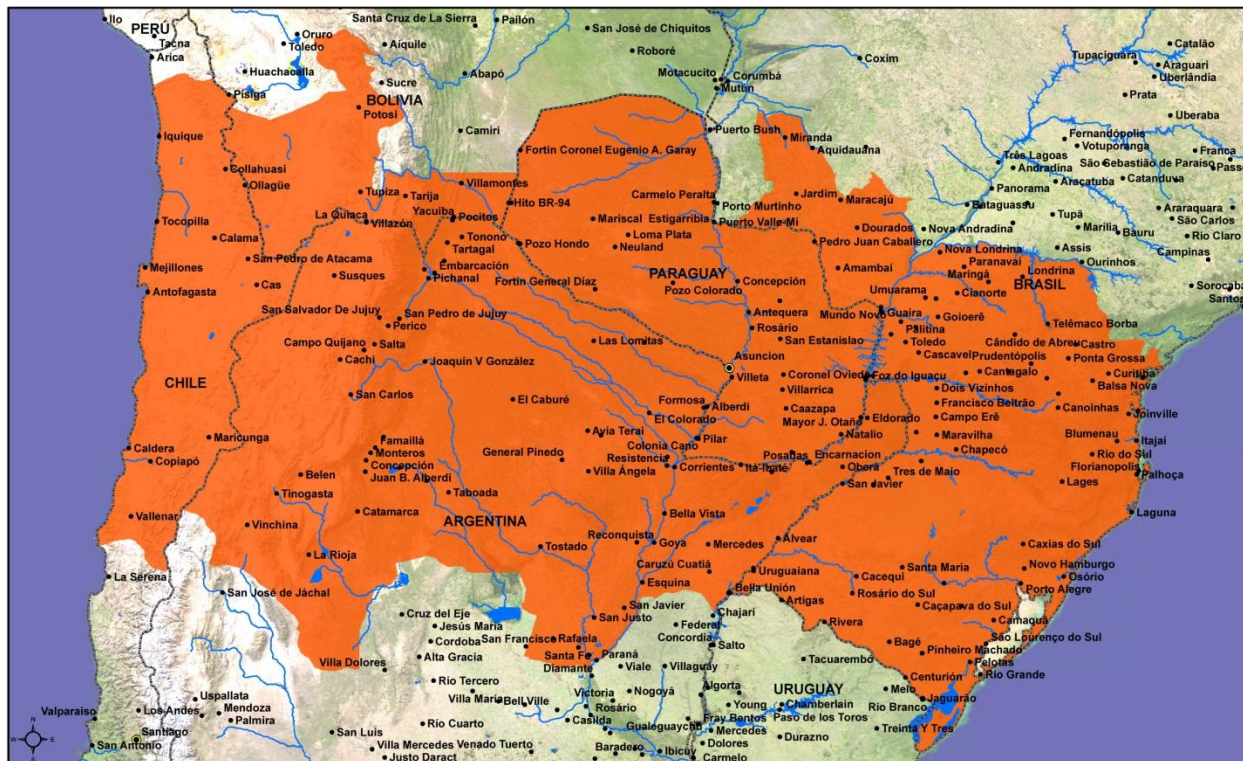 Ilo
PERÚ
Tacna
Arica
Oruro
Toledo
Huachacalla
Pisiga
Santa Cruz de La Sierra
Pailón
Aiquile
Abapó
Sucre
BOLIVIA
Potosi
Camiri
San José de Chiquitos
Roboré
Motacucito
Corumbá
Mutún
Coxim
Tupaciguara
Catalão
Araguari
Uberlândia
Prata
Uberaba
Iquique
Collahuasi
Ollagüe
Fortin Coronel Eugenio A. Garay
Puerto Bush
Miranda
Aquidauana
Três Lagoas
Andradina
Fernandópolis
Votuporanga
Franca
São Sebastião de Paraíso
Araçatuba
Catanduva
Panorama
Tupiza
Tarija
Villamontes
Hito BR-94
Carmelo Peralta
Porto Murtinho
Jardim
Maracajú
Bataguassu
Tupã
Marilia
Bauru
Araraquara
São Carlos
Rio Claro
Tocopilla
Calama
La Quiaca
Villazón
Yacuiba
Pocitos
Mariscal
Estigarribia
Puerto Valle-Mi
Dourados
Nova Andradina
Tonono
Tartagal
Pozo Hondo
Loma Plata
Neuland
Pedro Juan Caballero
Nova Londrina
Assis
Campinas
Ourinhos
Mejillones
San Pedro de Atacama
Susques
Embarcación
Pichanal
Fortín General Díaz
PARAGUAY
Pozo Colorado
Concepción
Amambaí
Paranavaí
Maringá
Londrina
BRASIL
Sorocaba
Santos
Antofagasta
Cas
Umuarama
Cianorte
San Salvador De Jujuy
San Pedro de Jujuy
Perico
Antequera
Rosário
Mundo Novo
Guaíra
Goioerê
Telêmaco Borba
Palitina
Campo Quijano
Salta
Cachi
Joaquín V González
Las Lomitas
San Estanislao
Toledo
Cascavel
Cândido de Abreu
Castro
Prudentópolis
Ponta Grossa
Asuncion
Villeta
Coronel Oviedo
Foz do Iguaçu
Cantagalo
Curitiba
Balsa Nova
CHILE
San Carlos
El Caburé
Villarrica
Dois Vizinhos
Formosa
Alberdi
Caazapa
Francisco Beltrão
Canoinhas
Joinville
El Colorado
Mayor J. Otaño
Eldorado
Campo Erê
Caldera
Copiapó
Maricunga
Famaillá
Monteros
Concepción
Juan B. Alberdi
Avia Terai
Colonia Cano
Pilar
Natalio
Maravilha
Blumenau
Itajaí
General Pinedo
Resistencia
Posadas
Encarnacion
Chapecó
Rio do Sul
Florianopolis
Belen
Villa Ángela
Corrientes
Itá-Ibaté
Oberá
Tres de Maio
Palhoça
Tinogasta
Taboada
San Javier
Lages
Vallenar
Vinchina
Catamarca
ARGENTINA
Bella Vista
Laguna
La Rioja
Tostado
Reconquista
Goya
Mercedes
Alvear
Caxias do Sul
La Serena
Caruzú Cuatiá
Uruguaiana
Santa Maria
Cacequi
Novo Hamburgo
Osório
Porto Alegre
San José de Jáchal
Esquina
Bella Unión
Artigas
Rosário do Sul
Caçapava do Sul
Camaquã
Cruz del Eje
Jesús María
San Javier
San Justo
Chajarí
Federal
Rivera
São Lourenço do Sul
Cordoba
San Francisco
Rafaela
Concordia
Salto
Bagé
Pinheiro Machado
Alta Gracia
Santa Fe
Paraná
Pelotas
Villa Dolores
Diamante
Viale
Villaguay
Tacuarembó
Centurión
Rio Grande
Río Tercero
Algorta
URUGUAY
Melo
Jaguarão
Uspallata
Mendoza
Villa María
Bell Ville
Victoria
Nogoyá
Young
Chamberlain
Rio Branco
Valparaiso
Los Andes
Palmira
Rosário
Río Cuarto
Casilda
Gualeguaychú
Fray Bentos
Paso de los Toros
Santiago
San Luis
Mercedes
Treinta Y Tres
San Antonio
Villa Mercedes
Venado Tuerto
Baradero
Ibicuy
Dolores
Durazno
Justo Daract
Carmelo
N
W
E
S